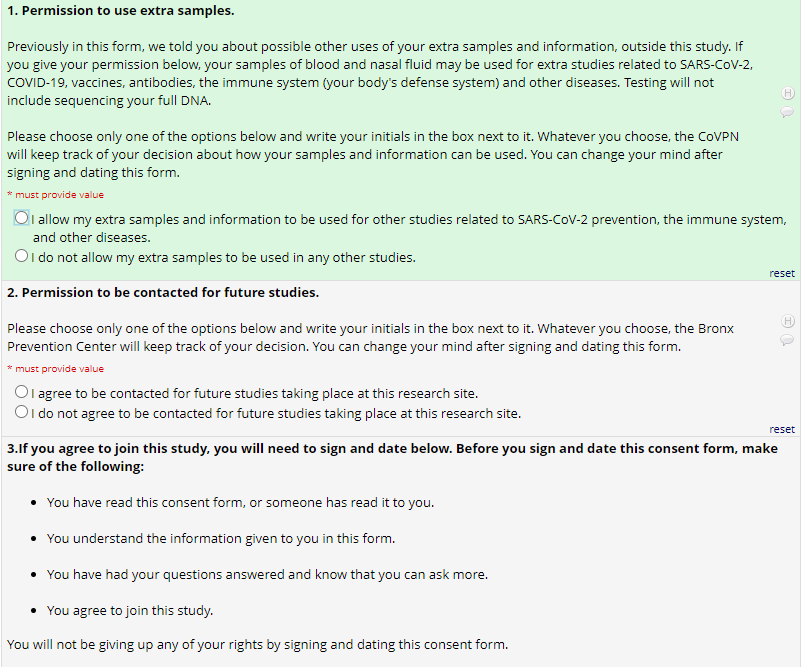 1. Permission to use extra samples.
Previously in this form, we told you about possible other uses of your extra samples and information, outside this study. If
you give your permission below, your samples of blood and nasal fluid may be used for extra studies related to SARS-CoV-2,
COVID-19, vaccines, antibodies, the immune system (your body's defense system) and other diseases. Testing will not
include sequencing your full DNA.
H
Please choose only one of the options below and write your initials in the box next to it. Whatever you choose, the CoVPN
will keep track of your decision about how your samples and information can be used. You can change your mind after
signing and dating this form.
* must provide value
I allow my extra samples and information to be used for other studies related to SARS-CoV-2 prevention, the immune system,
and other diseases.
I do not allow my extra samples to be used in any other studies.
reset
2. Permission to be contacted for future studies.
H
Please choose only one of the options below and write your initials in the box next to it. Whatever you choose, the Bronx
Prevention Center will keep track of your decision. You can change your mind after signing and dating this form.
* must provide value
I agree to be contacted for future studies taking place at this research site.
I do not agree to be contacted for future studies taking place at this research site.
reset
3.If you agree to join this study, you will need to sign and date below. Before you sign and date this consent form, make
sure of the following:
• You have read this consent form, or someone has read it to you.
• You understand the information given to you in this form.
• You have had your questions answered and know that you can ask more.
• You agree to join this study.
You will not be giving up any of your rights by signing and dating this consent form.